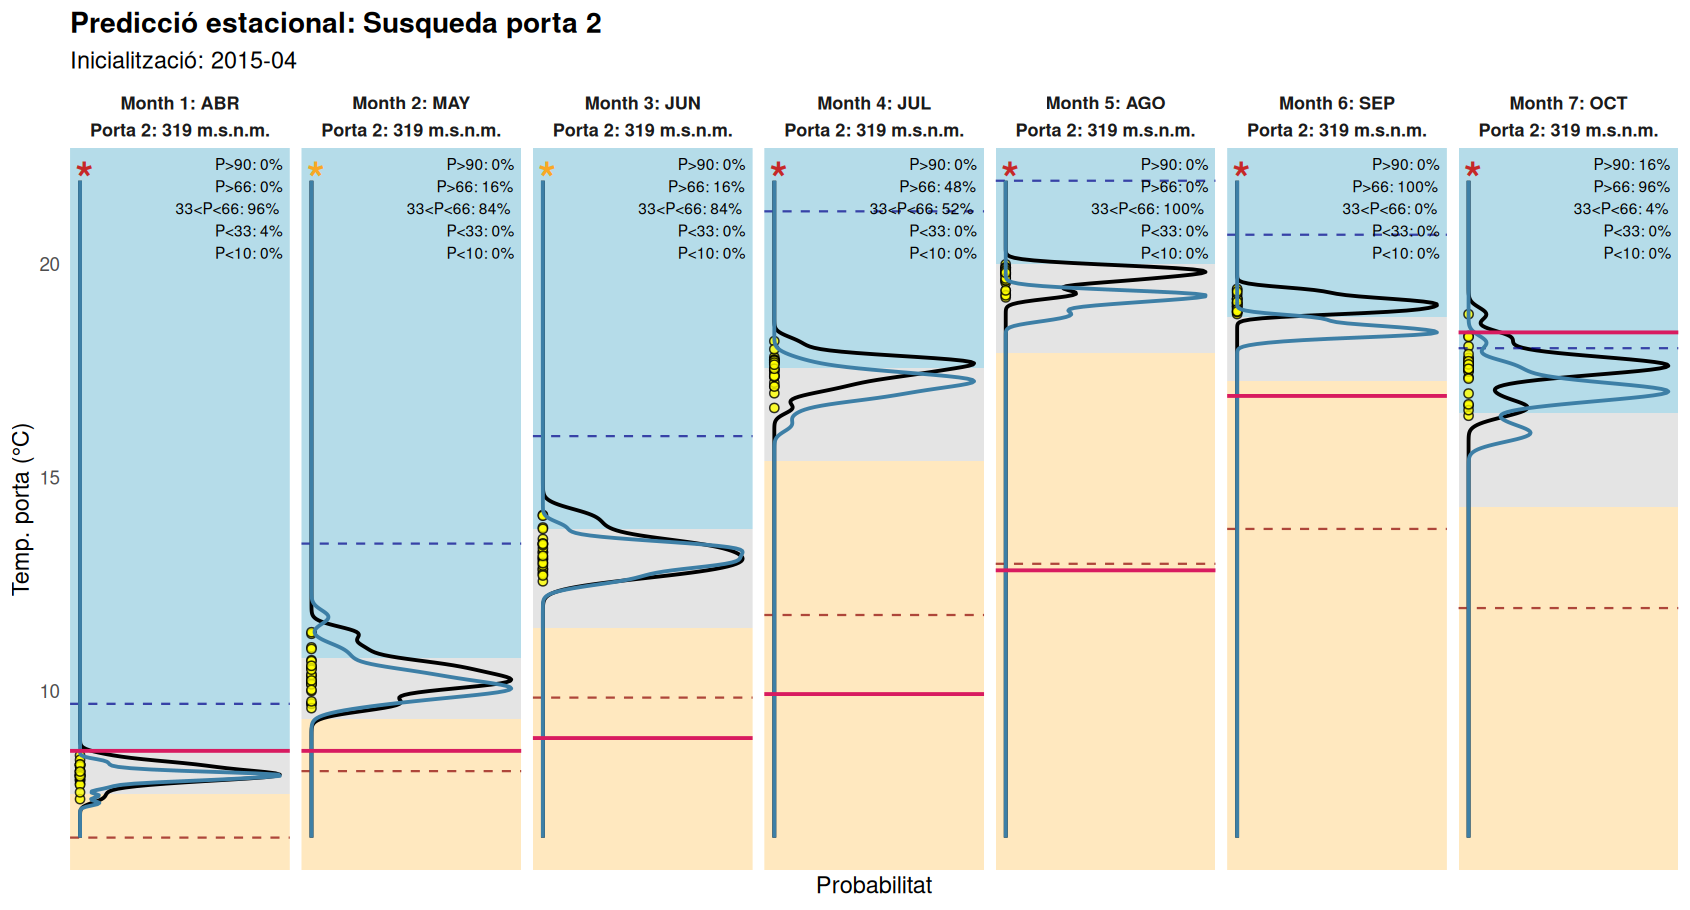 Predicció estacional: Susqueda porta 2
Inicialització: 2015-04
Month 1: ABR
Porta 2: 319 m.s.n.m.
Month 2: MAY
Porta 2: 319 m.s.n.m.
Month 3: JUN
Porta 2: 319 m.s.n.m.
Month 4: JUL
Porta 2: 319 m.s.n.m.
Month 5: AGO
Porta 2: 319 m.s.n.m.
Month 6: SEP
Porta 2: 319 m.s.n.m.
Month 7: OCT
Porta 2: 319 m.s.n.m.
*
P>90: 0%
P>66: 0%
33<P<66: 96%
P<33: 4%
P<10: 0%
*
P>90: 0%
P>66: 16%
33<P<66: 84%
P<33: 0%
P<10: 0%
*
P>90: 0%
P>66: 16%
33<P<66: 84%
P<33: 0%
P<10: 0%
*
P>90: 0%
P>66: 48%
33<P<66: 52%
P<33: 0%
P<10: 0%
*
P>90: 0%
P>66: 0%
33<P<66: 100%
P<33: 0%
P<10: 0%
*
P>90: 0%
P>66: 100%
33<P<66: 0%
P<33: 0%
P<10: 0%
*
P>90: 16%
P>66: 96%
33<P<66: 4%
P<33: 0%
P<10: 0%
Temp. porta (°C)
20
15
10
Probabilitat